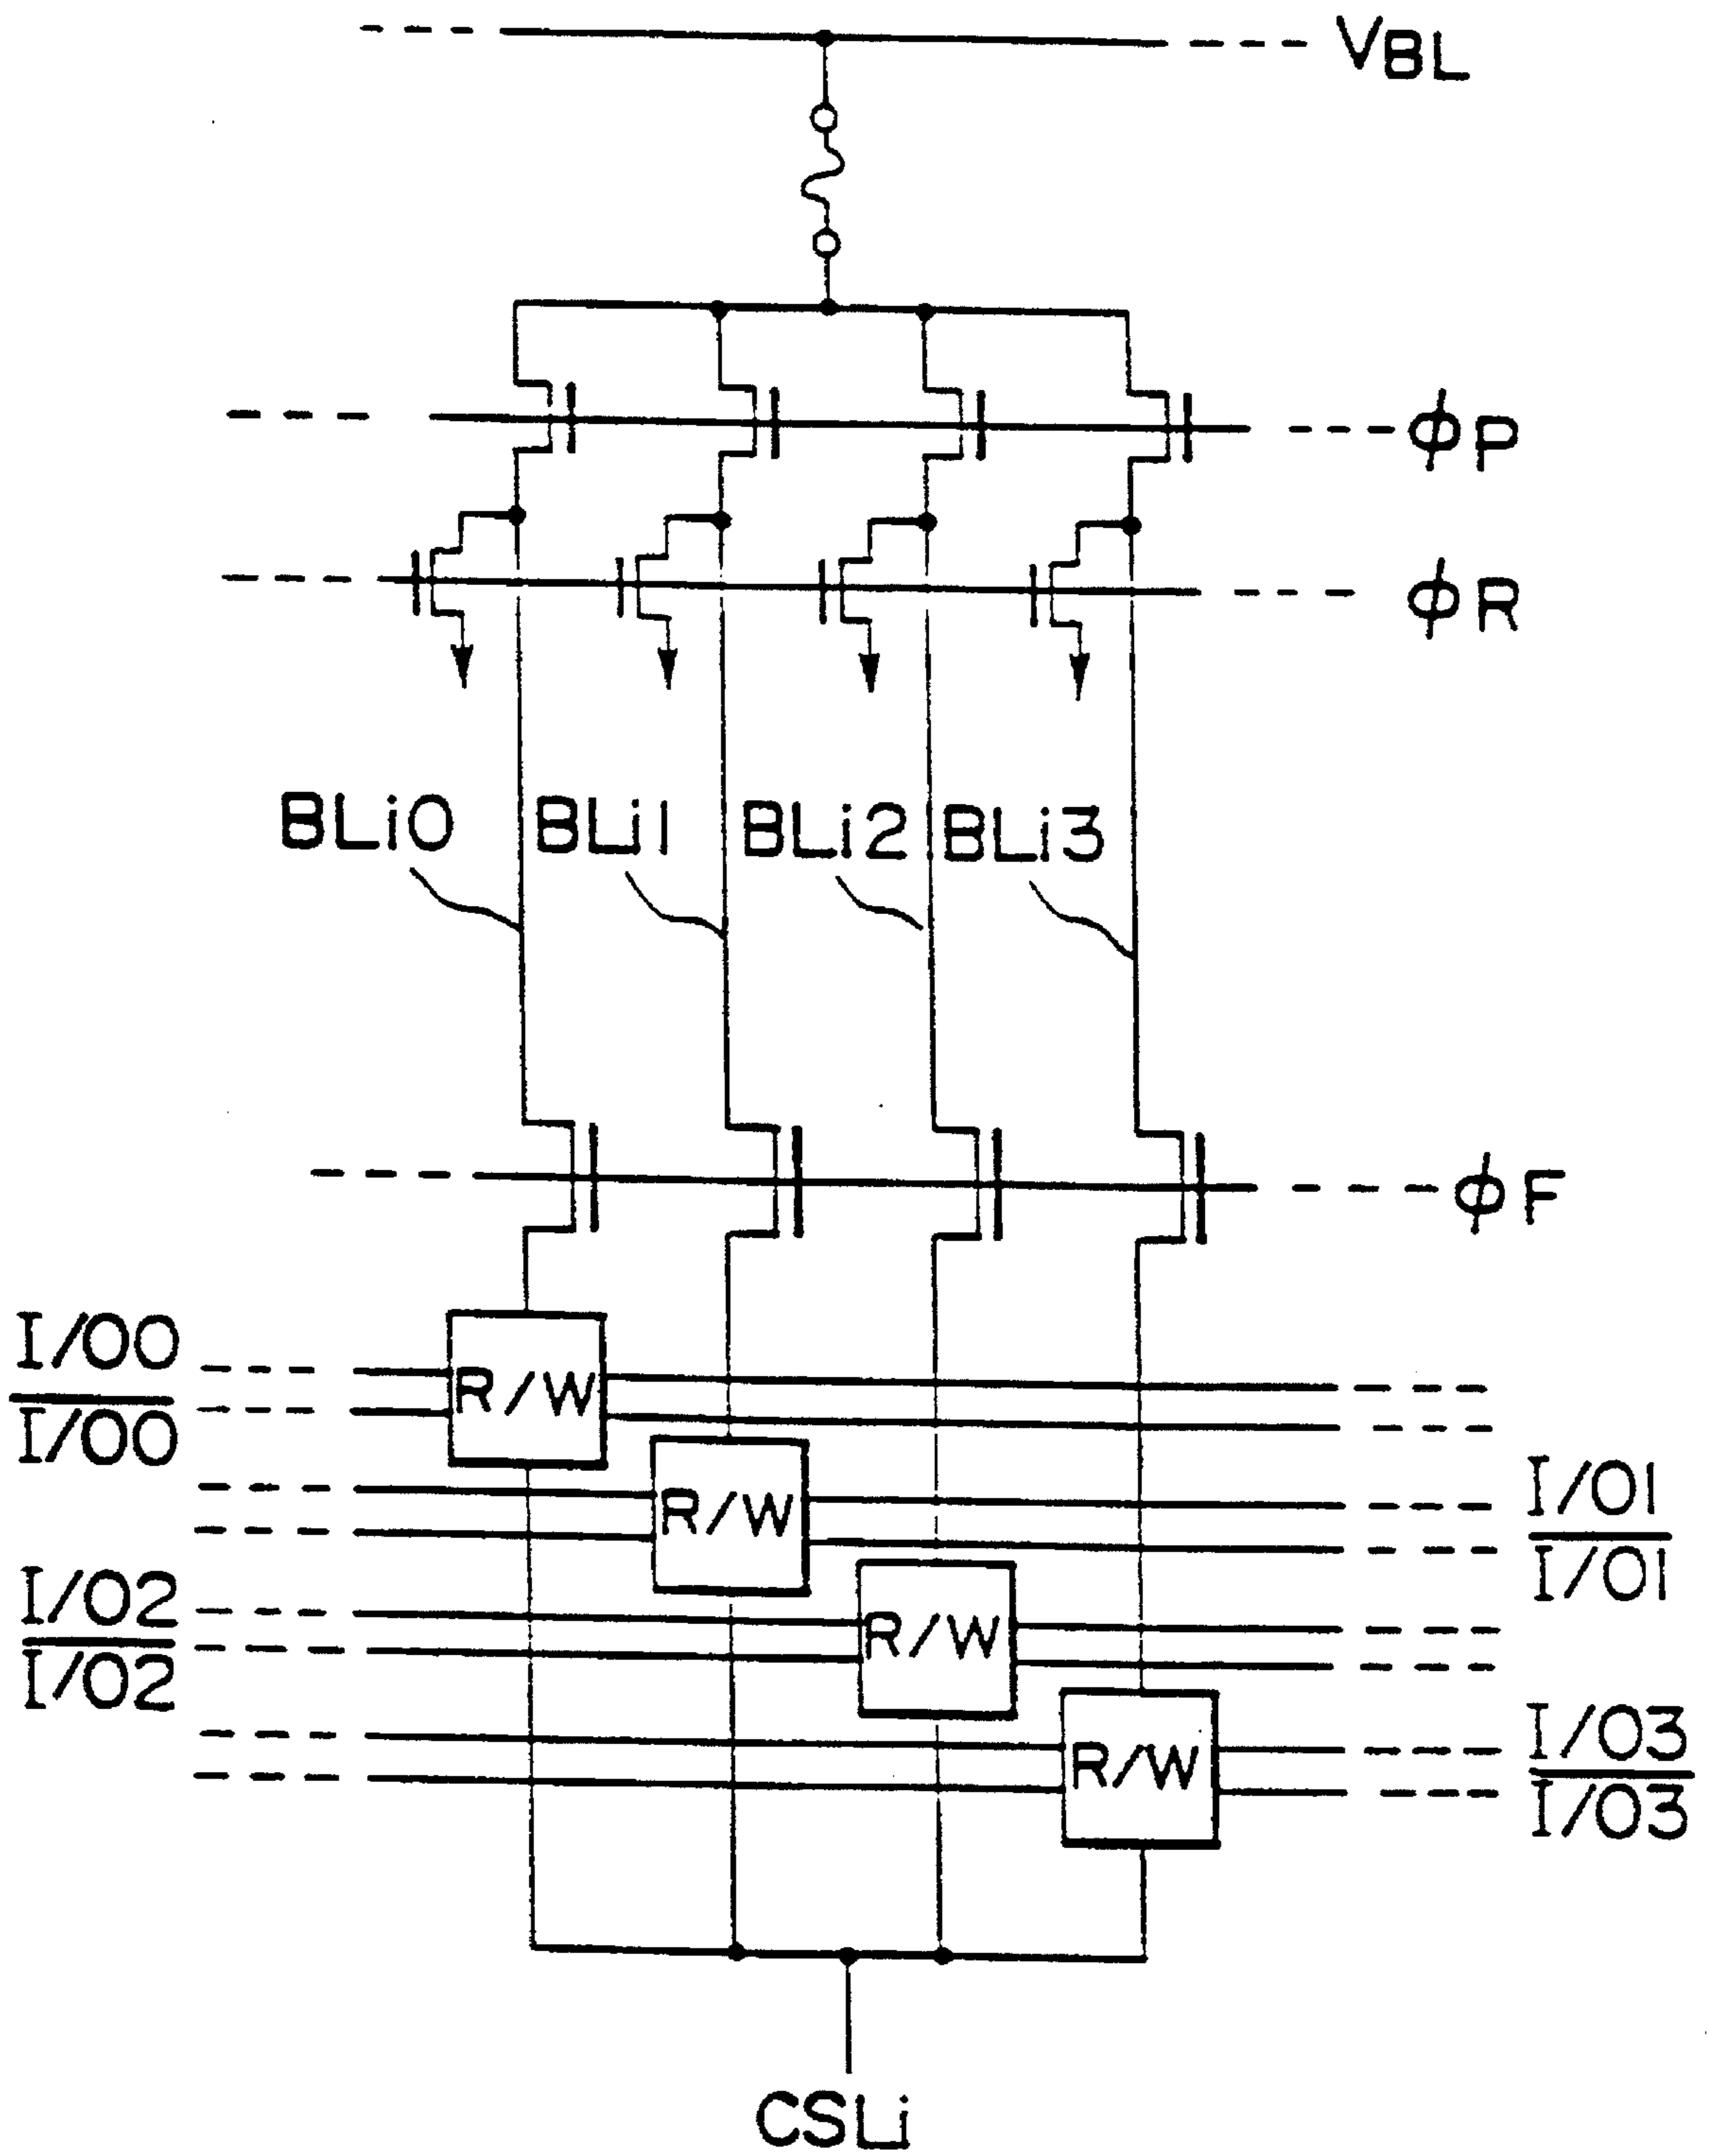 VBL
ϕP
ϕR
BLi0 BLi1 BLi2 BLi3
ϕF
I/O0
I/O0
R/W
R/W
I/O1
I/O1
I/O2
I/O2
R/W
R/W
I/O3
I/O3
CSLi